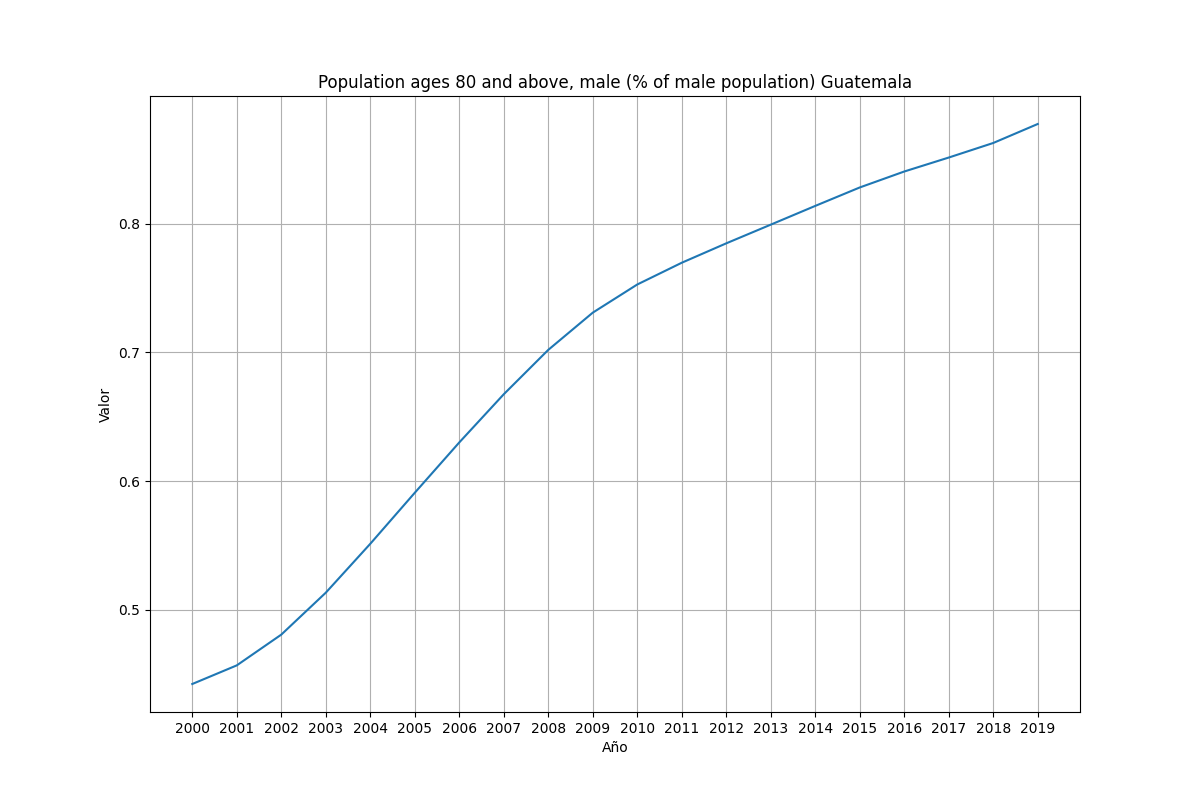 Population ages 80 and above, male (% of male population) Guatemala
0.8
0.7
0.6
0.5
Valor
2000 2001 2002 2003 2004 2005 2006 2007 2008 2009 2010 2011 2012 2013 2014 2015 2016 2017 2018 2019
Año